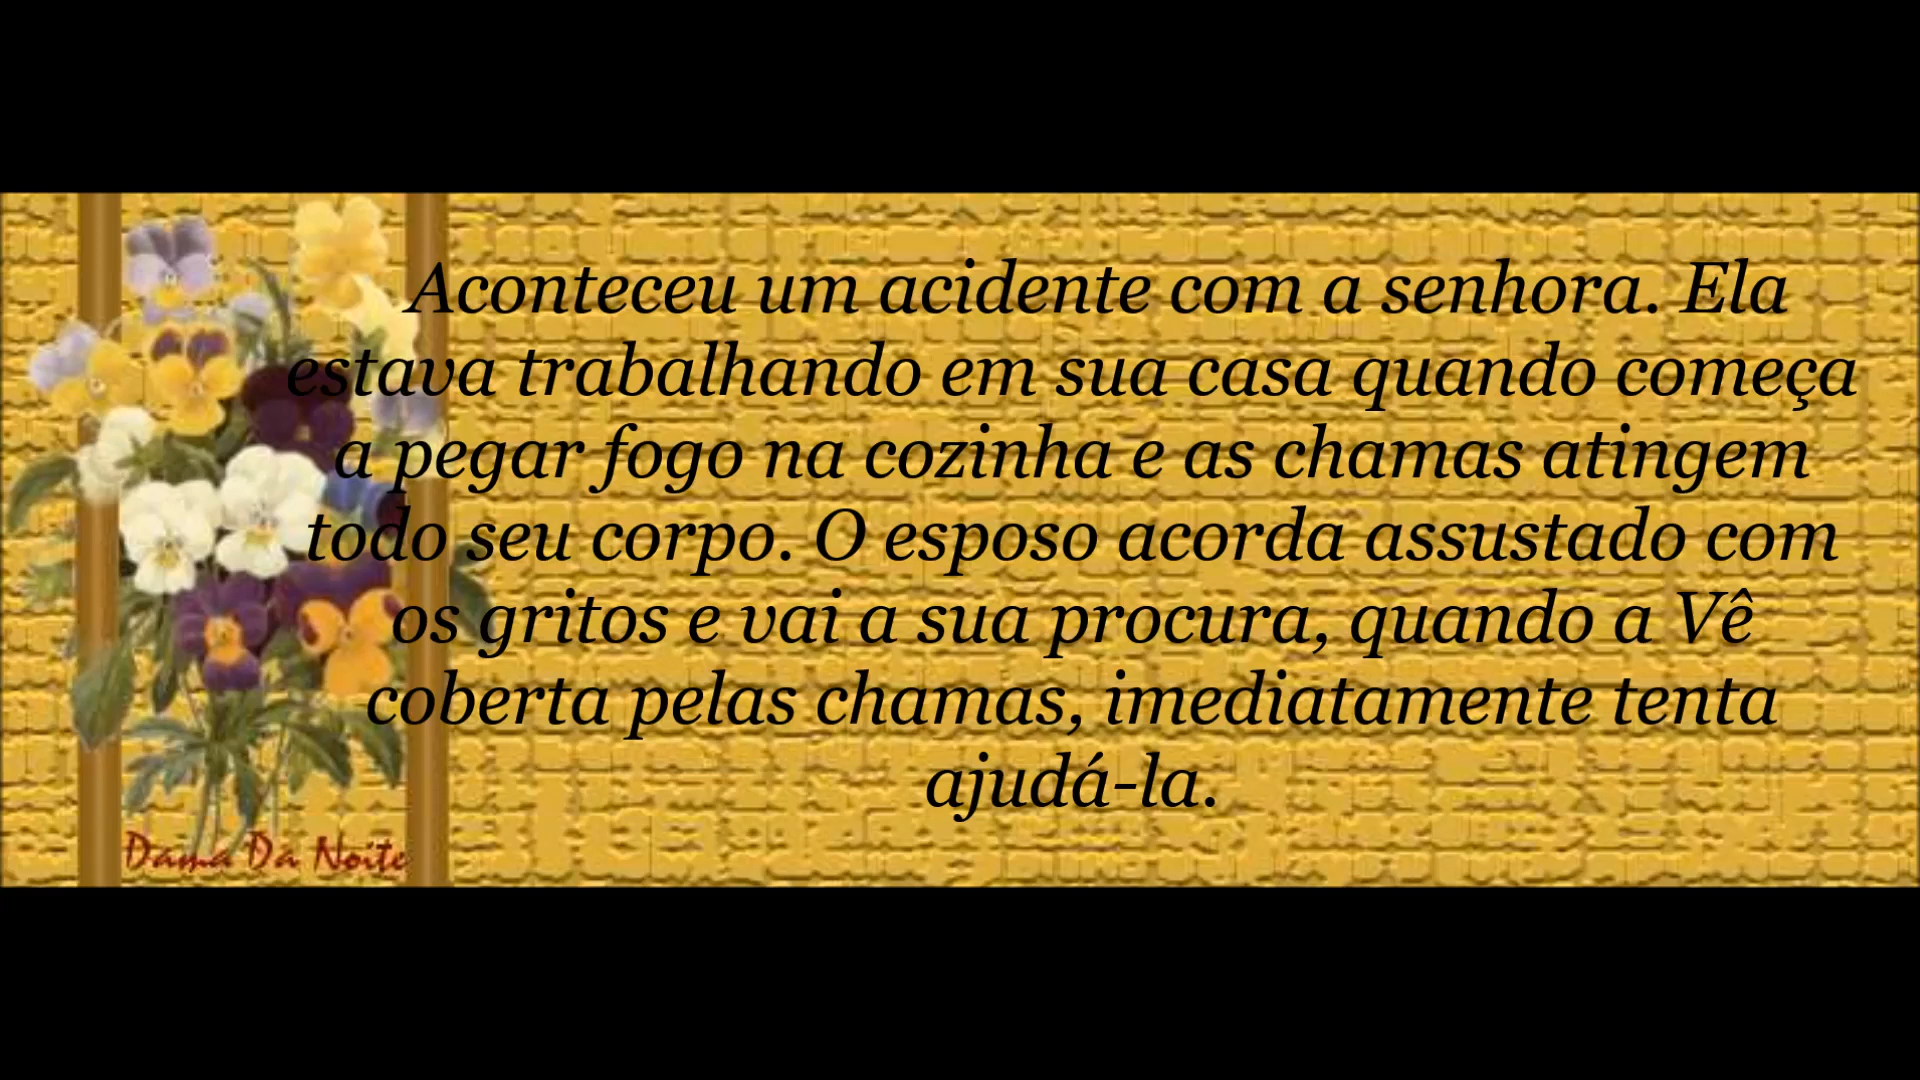 Aconteceu um acidente com a senhora. Ela
estava trabalhando em sua casa quando começa
a pegar fogo na cozinha e as chamas atingem
todo seu corpo. O esposo acorda assustado com
os gritos e vai a sua procura, quando a Vê
coberta pelas chamas, imediatamente tenta
ajudá-la.
Dama Da Noite